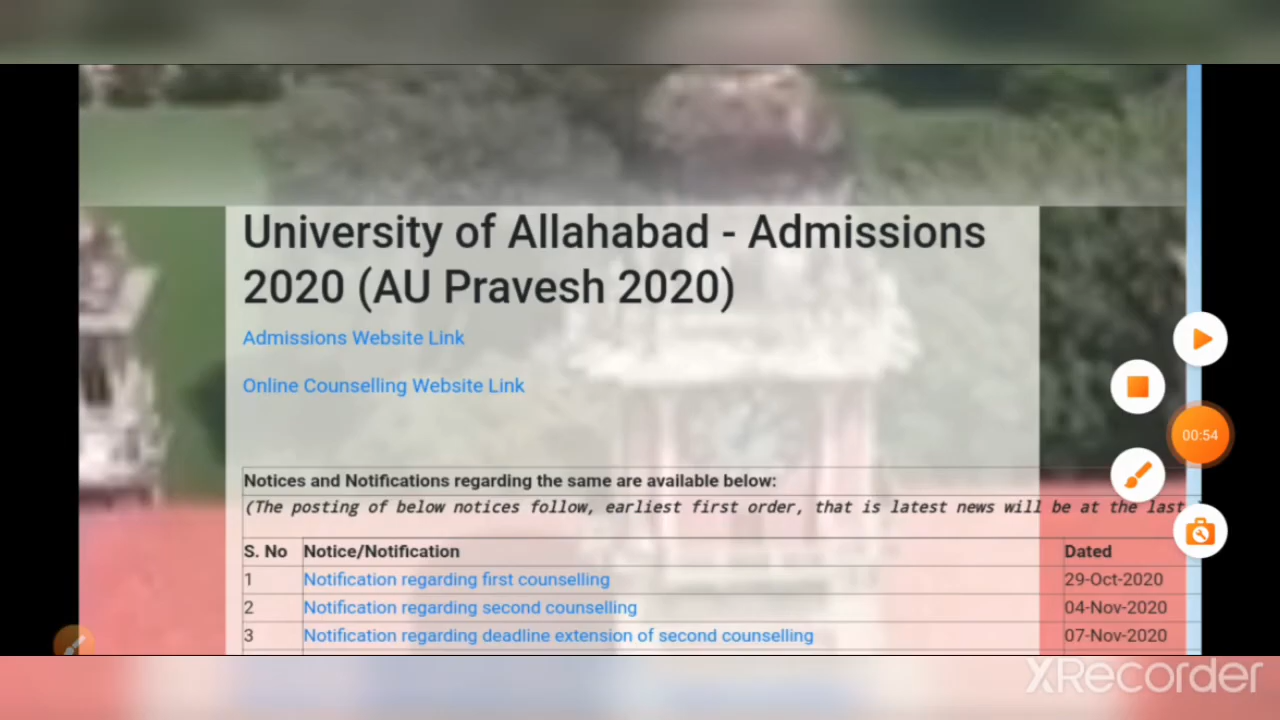 University of Allahabad - Admissions
2020 (AU Pravesh 2020)
Admissions Website Link
Online Counselling Website Link
Notices and Notifications regarding the same are available below:
(The posting of below notices follow, earliest first order, that is latest news will be at the last
S. No Notice/Notification Dated
1 Notification regarding first counselling 29-Oct-2020
2 Notification regarding second counselling 04-Nov-2020
3 Notification regarding deadline extension of second counselling 07-Nov-2020
00:54
XRecorder